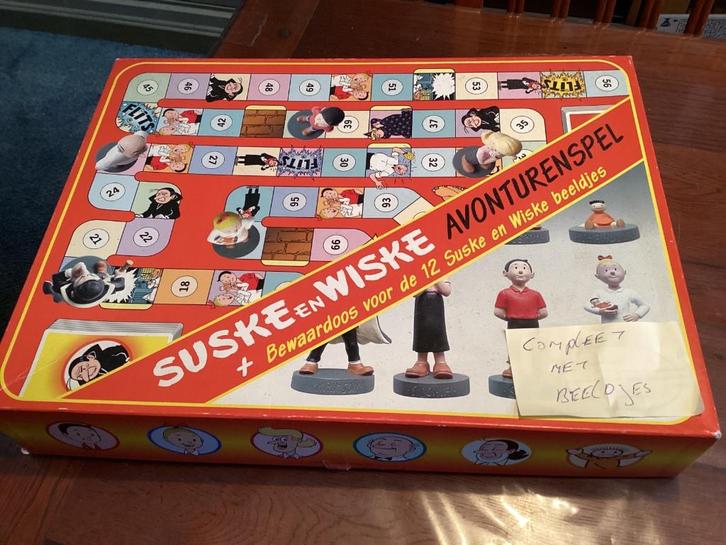 45
46
48
49
51
53
FLITS
56
FLITS
42
39
37
35
27
FLITS
30
32
24
95
93
21
22
99
18
SUSKE EN WISKE AVONTURENSPEL
+ Bewaardoos voor de 12 Suske en Wiske beeldjes
COMPLEET
MET
BEELDJES